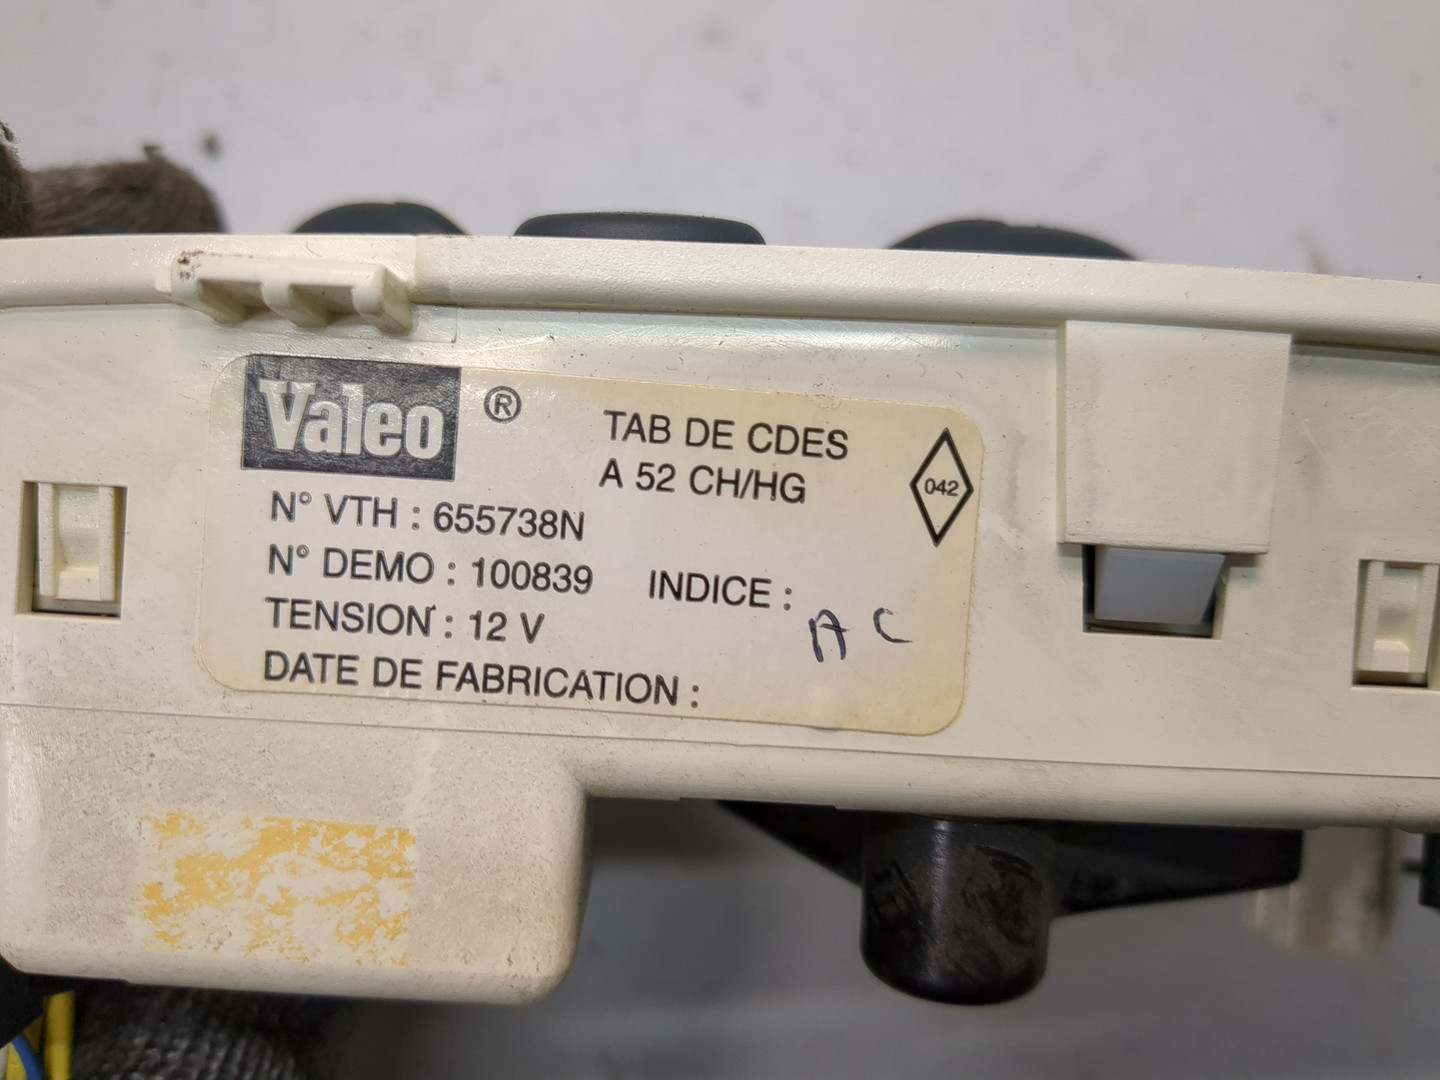 Valeo ®
TAB DE CDES
A 52 CH/HG
042
N° VTH : 655738N
N° DEMO : 100839 INDICE :
AC
TENSION : 12 V
DATE DE FABRICATION :